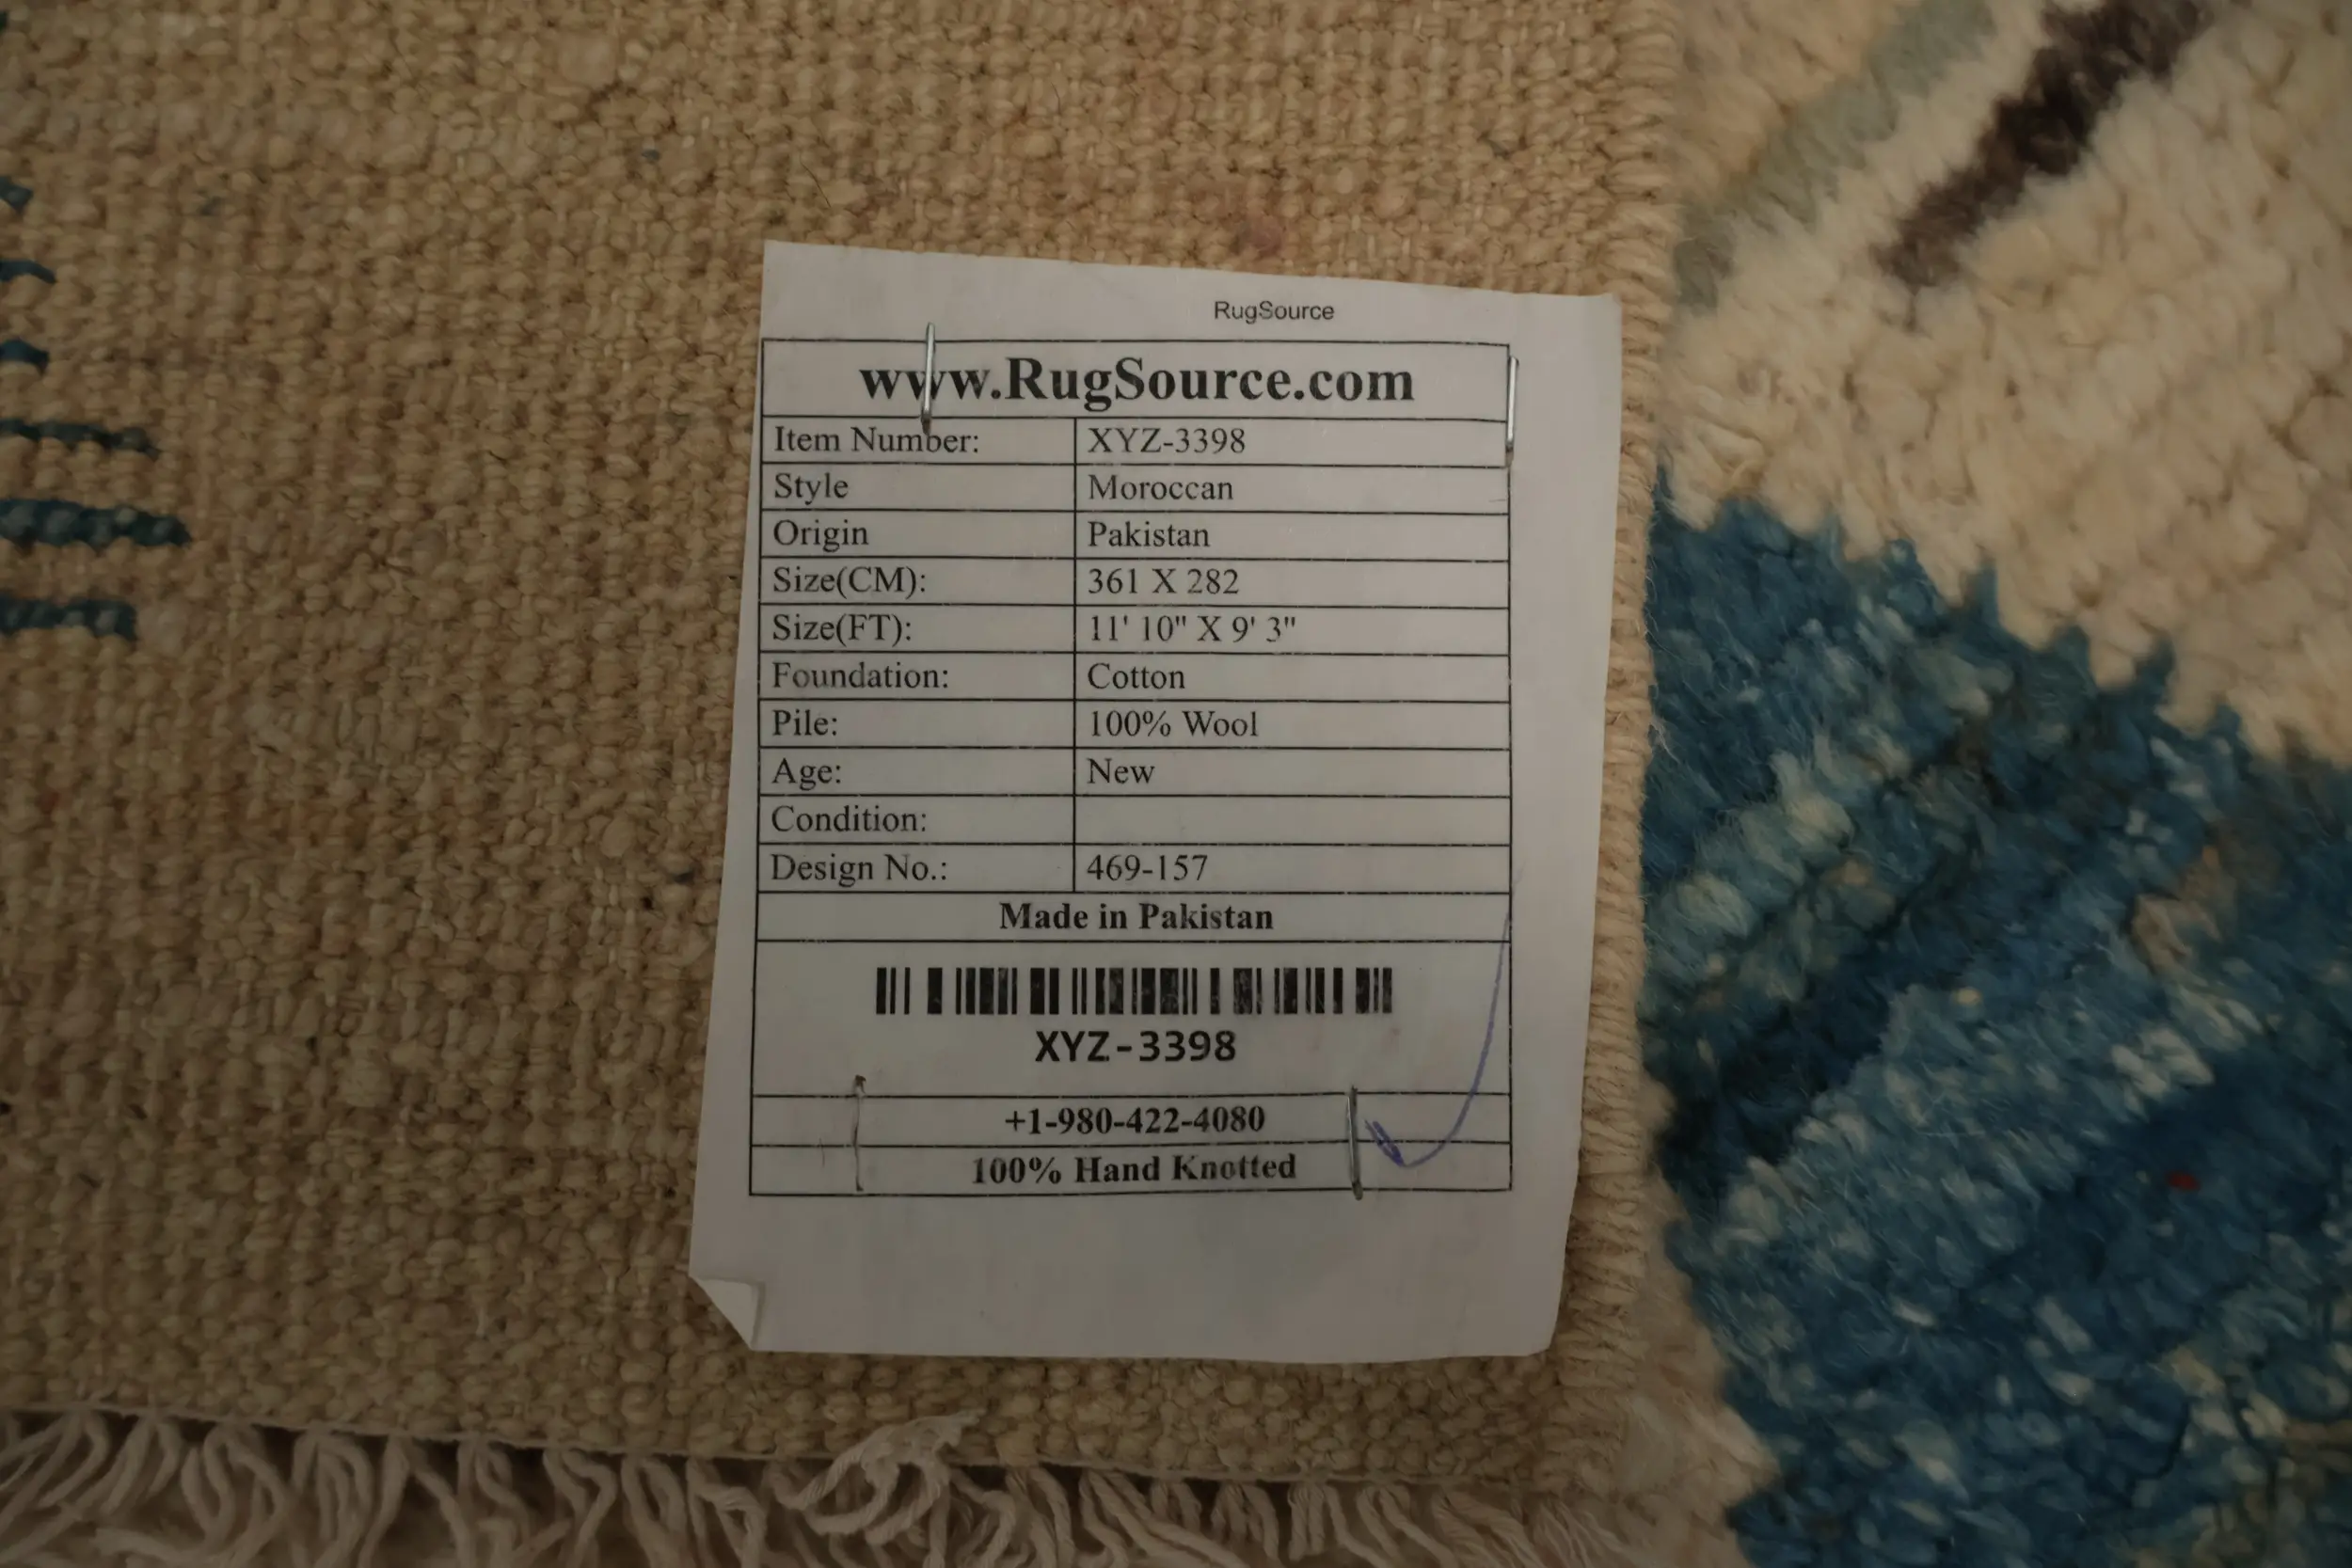 RugSource
www.RugSource.com
Item Number: XYZ-3398
Style Moroccan
Origin Pakistan
Size(CM): 361 X 282
Size(FT): 11' 10" X 9' 3"
Foundation: Cotton
Pile: 100% Wool
Age: New
Condition:
Design No.: 469-157
Made in Pakistan
XYZ-3398
+1-980-422-4080
100% Hand Knotted